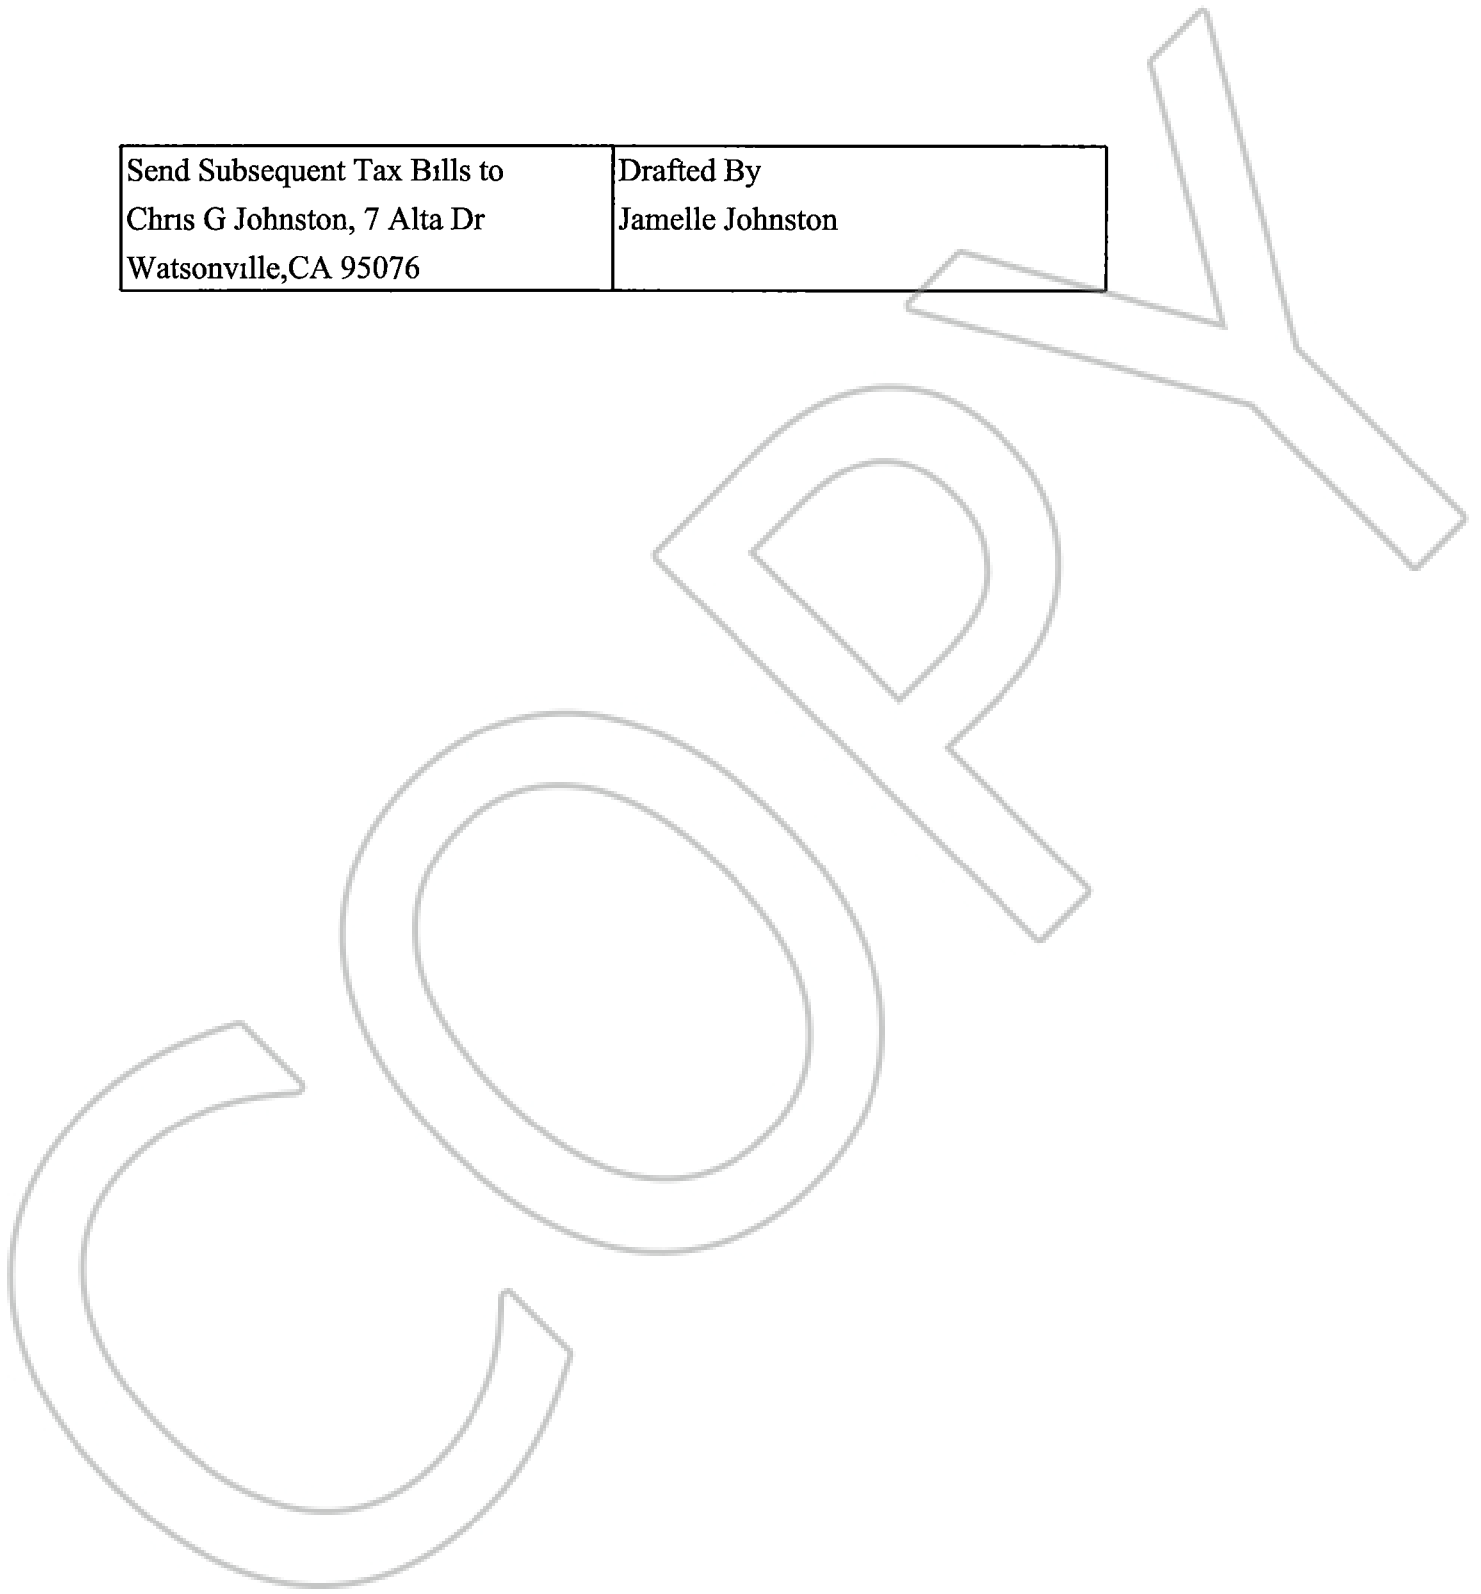 Send Subsequent Tax Bills to
Chris G Johnston, 7 Alta Dr
Watsonville,CA 95076
Drafted By
Jamelle Johnston
COPY